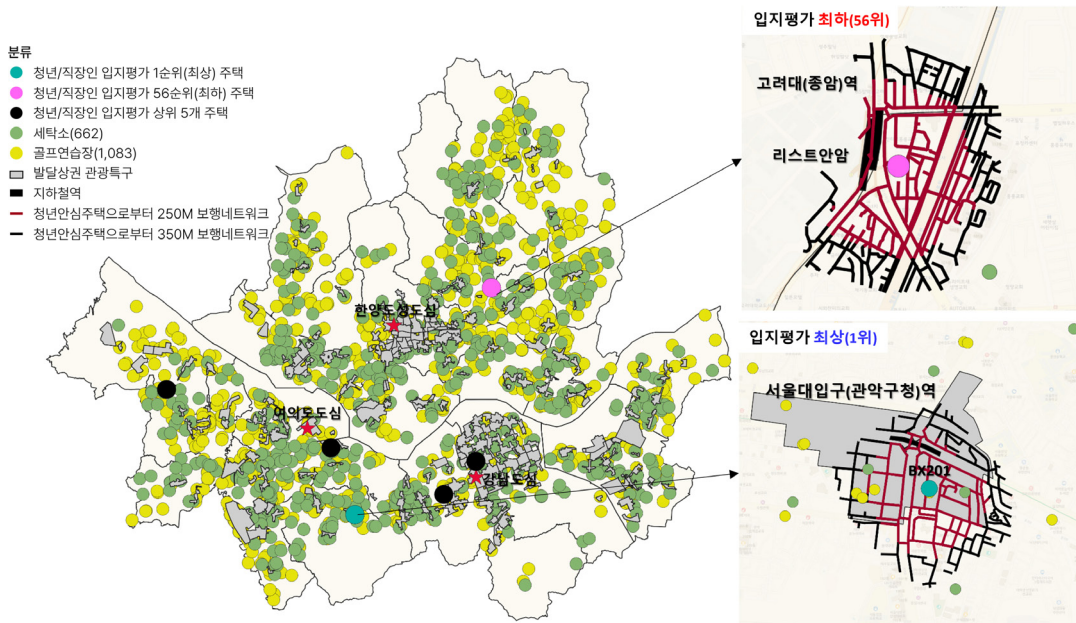 분류
청년/직장인 입지평가 1순위(최상) 주택
청년/직장인 입지평가 56순위(최하) 주택
청년/직장인 입지평가 상위 5개 주택
세탁소(662)
골프연습장(1,083)
발달상권 관광특구
지하철역
청년안심주택으로부터 250M 보행네트워크
청년안심주택으로부터 350M 보행네트워크
한양도성도심
여의도도심
강남도심
입지평가 최하(56위)
고려대(종암)역
리스트안암
입지평가 최상(1위)
서울대입구(관악구청)역
BX201